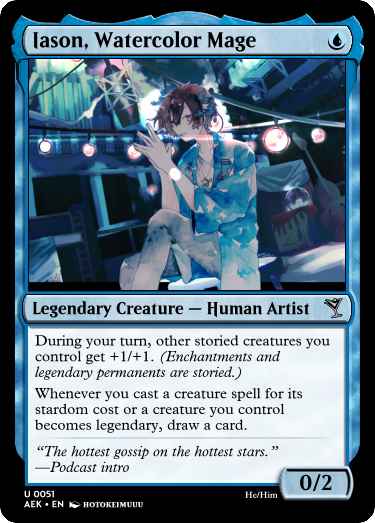 Jason, Watercolor Mage
Legendary Creature — Human Artist
During your turn, other storied creatures you
control get +1/+1. (Enchantments and
legendary permanents are storied.)
Whenever you cast a creature spell for its
stardom cost or a creature you control
becomes legendary, draw a card.
“The hottest gossip on the hottest stars.”
—Podcast intro
0/2
U 0051
He/Him
AEK • EN HOTOKEIMUUU